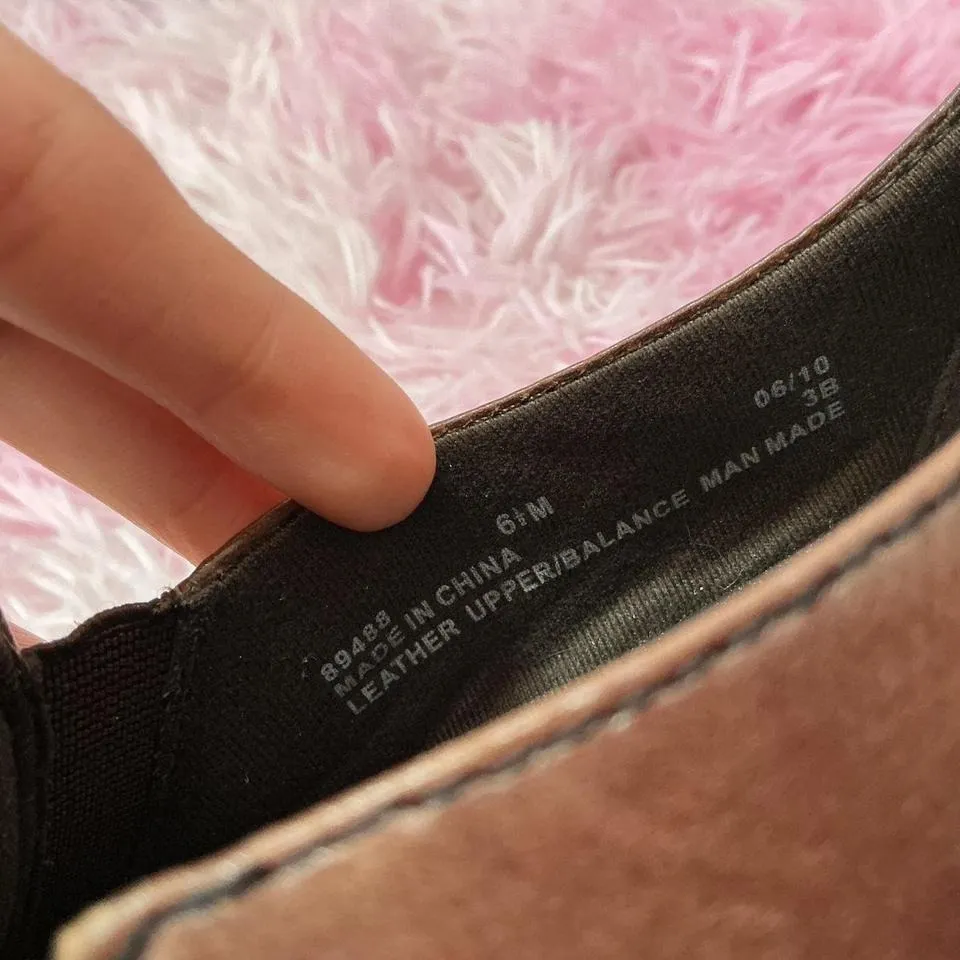 06/10
6½M 3B
89488
MADE IN CHINA
LEATHER UPPER/BALANCE MAN MADE